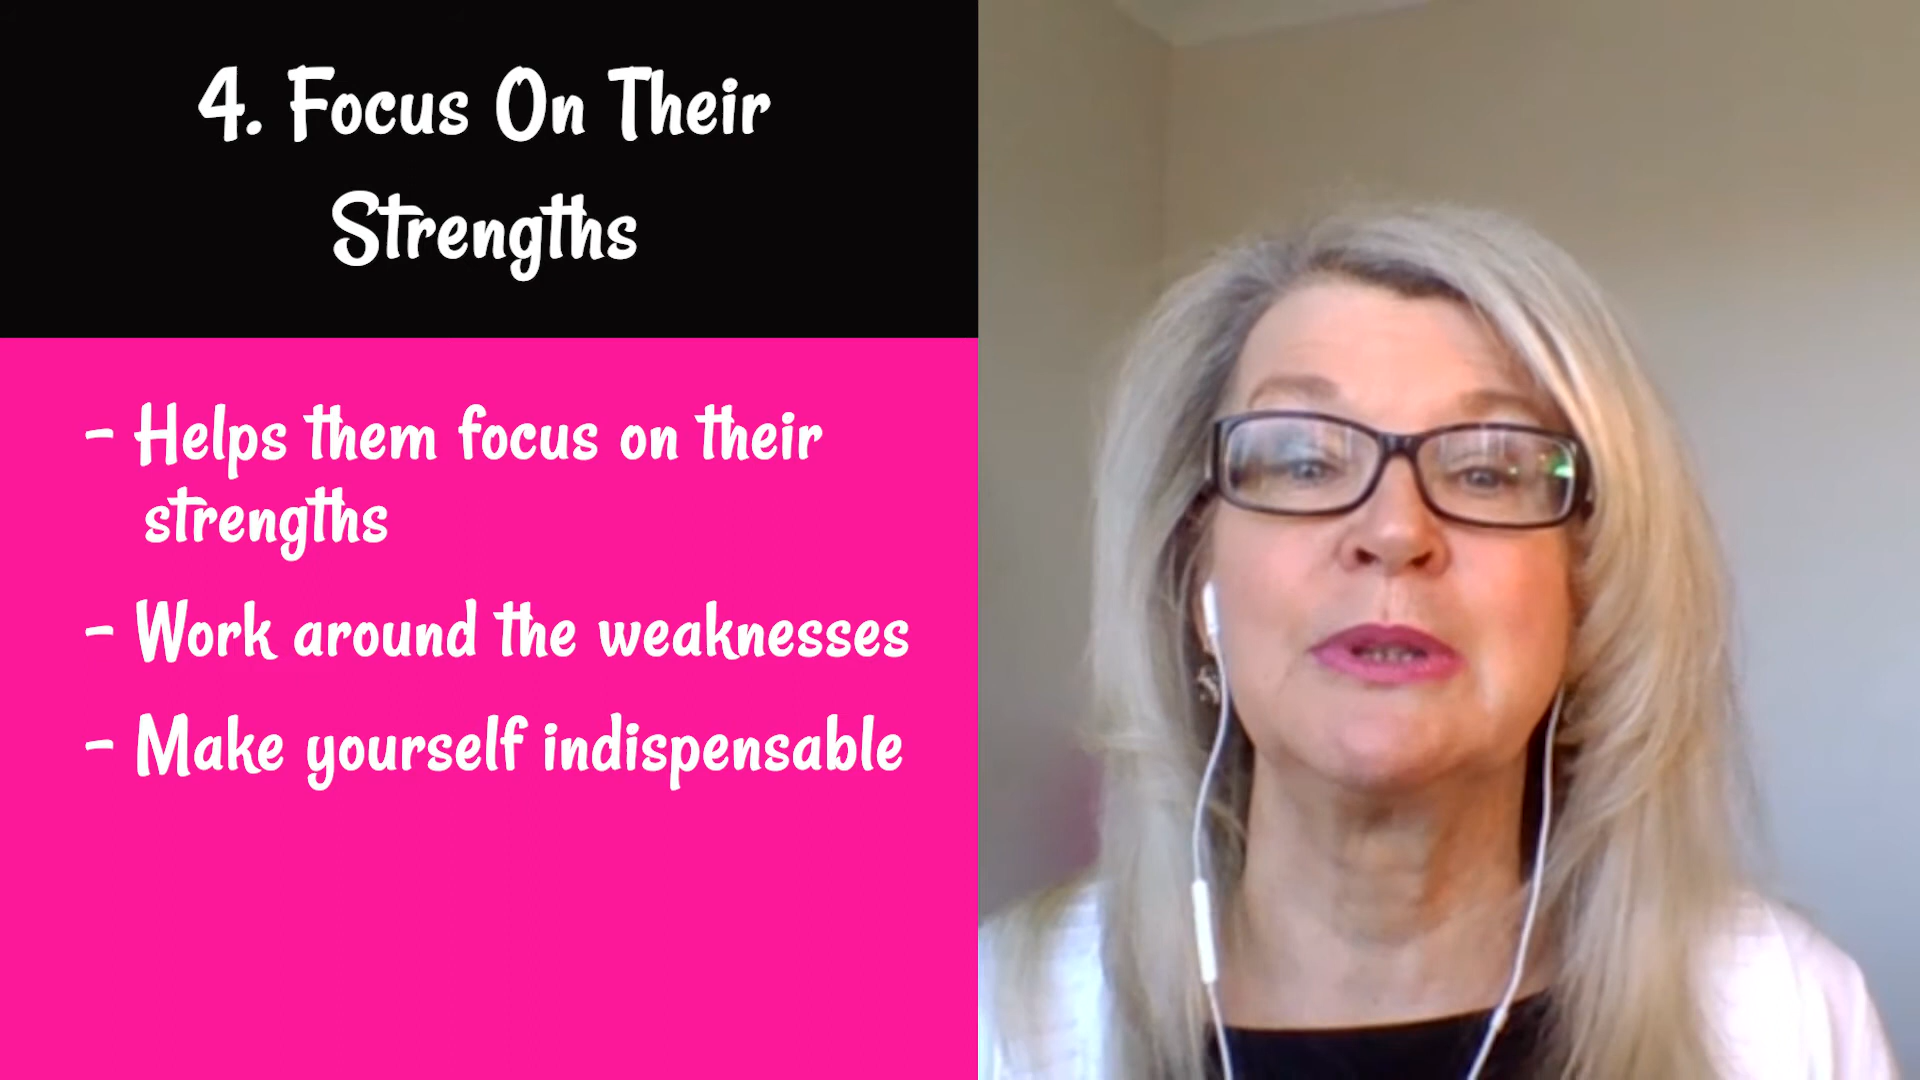 4. Focus On Their
Strengths
- Helps them focus on their
strengths
- Work around the weaknesses
- Make yourself indispensable